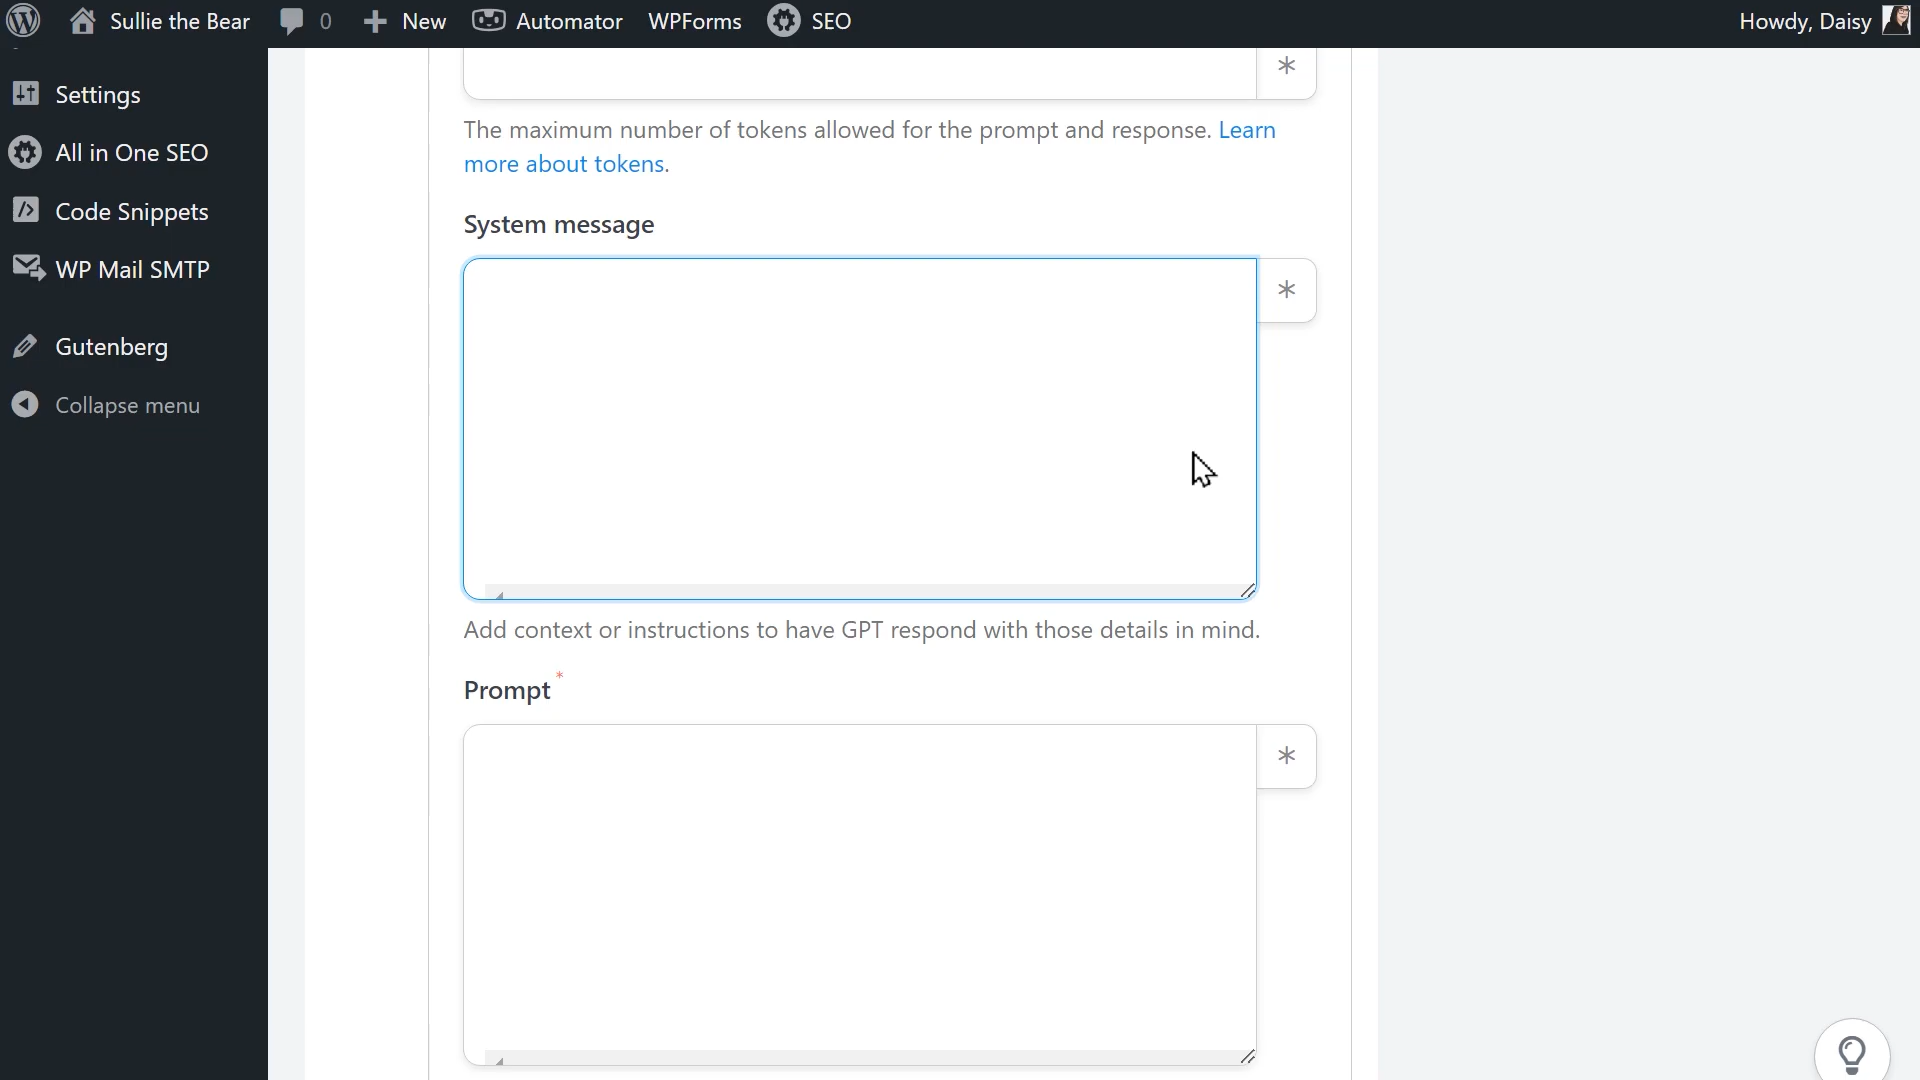 Sullie the Bear 0 New Automator WPForms SEO Howdy, Daisy
Settings
All in One SEO
Code Snippets
WP Mail SMTP
Gutenberg
Collapse menu
*
The maximum number of tokens allowed for the prompt and response. Learn
more about tokens.
System message
*
Add context or instructions to have GPT respond with those details in mind.
Prompt *
*